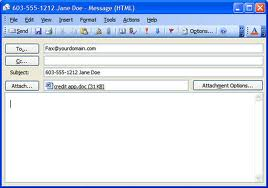 603-555-1212 Jane Doe - Message (HTML)
File Edit View Insert Format Tools Actions Help
Send Options...
To... Fax@yourdomain.com
Cc...
Subject: 603-555-1212 Jane Doe
Attach... credit app.doc (31 KB) Attachment Options...